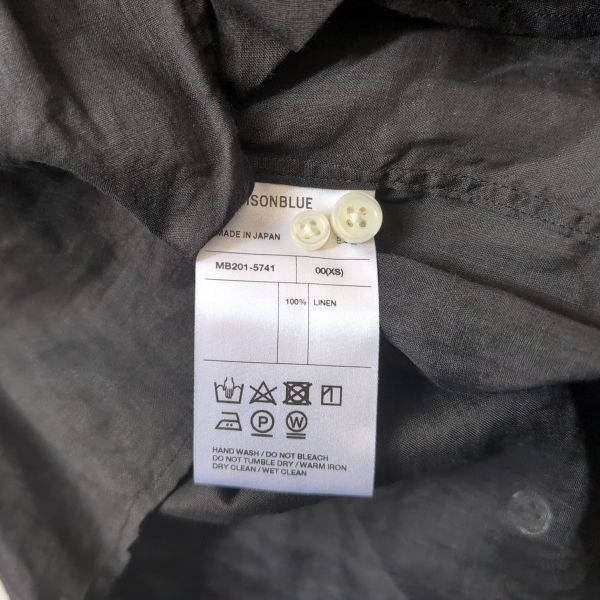 ISONBLUE
MADE IN JAPAN
MB201-5741 00(XS)
100% LINEN
P W
HAND WASH / DO NOT BLEACH
DO NOT TUMBLE DRY / WARM IRON
DRY CLEAN / WET CLEAN